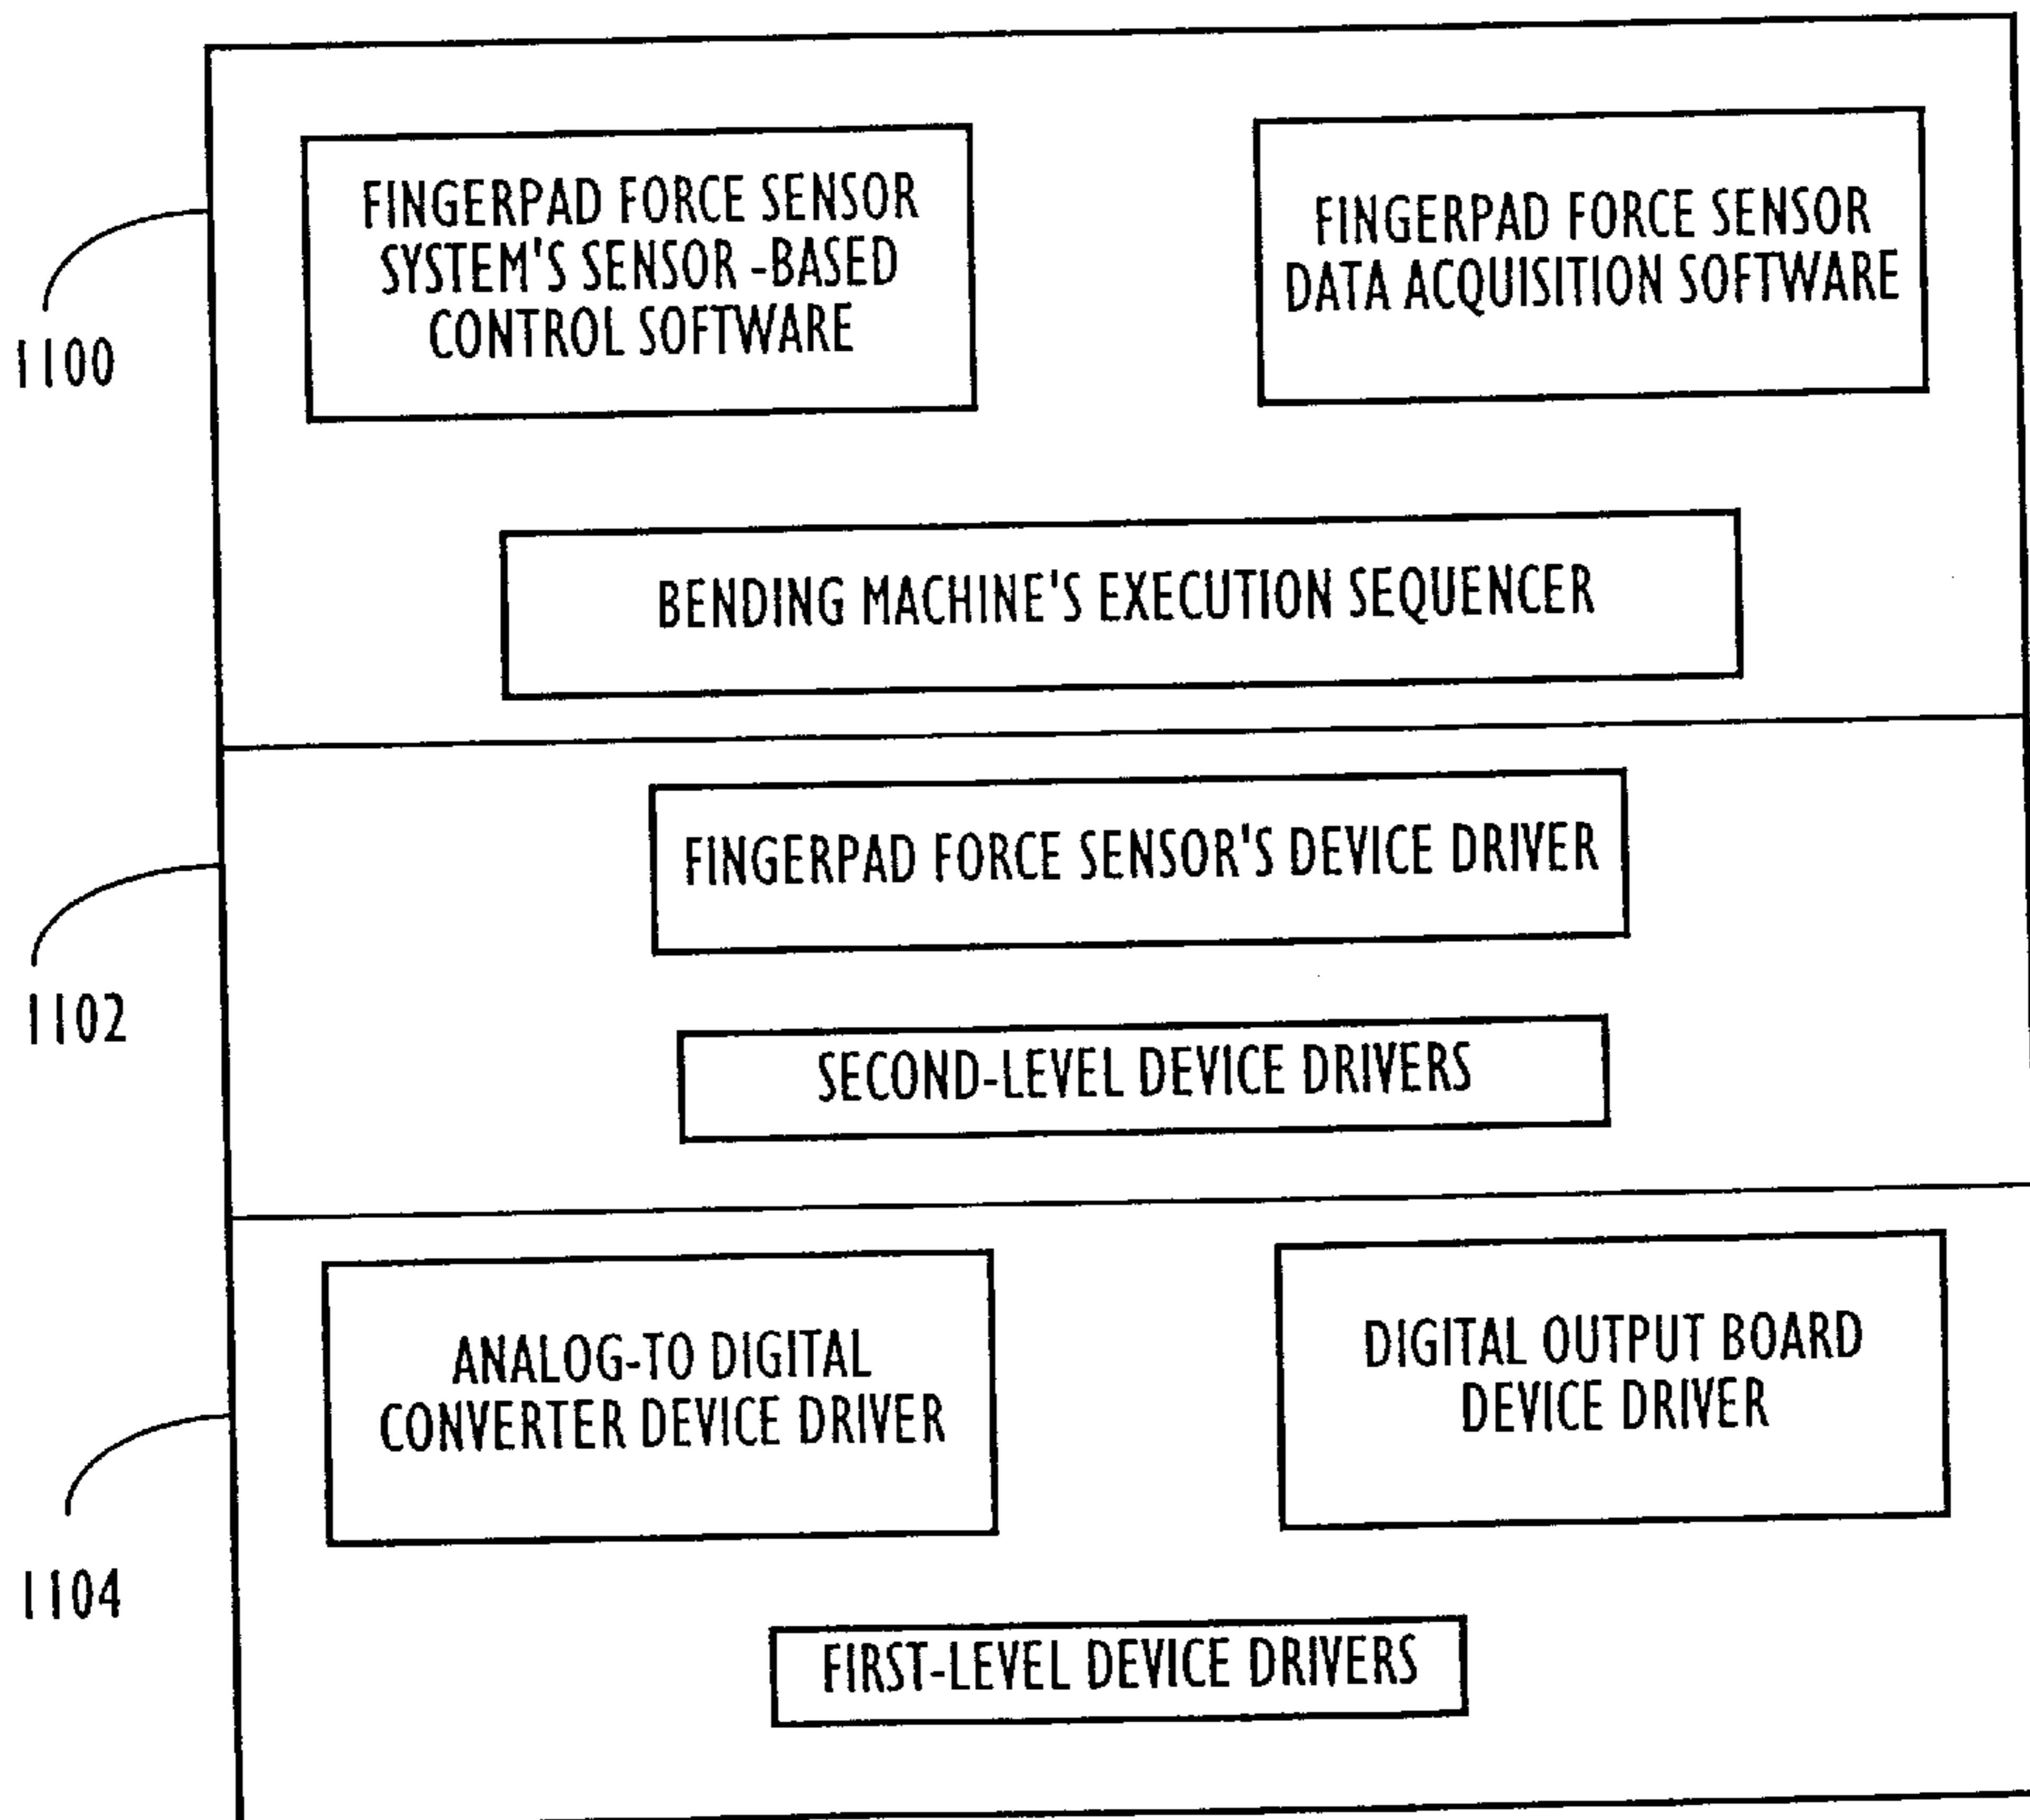 FINGERPAD FORCE SENSOR
SYSTEM'S SENSOR -BASED
CONTROL SOFTWARE
FINGERPAD FORCE SENSOR
DATA ACQUISITION SOFTWARE
1100
BENDING MACHINE'S EXECUTION SEQUENCER
FINGERPAD FORCE SENSOR'S DEVICE DRIVER
1102
SECOND-LEVEL DEVICE DRIVERS
ANALOG-TO DIGITAL
CONVERTER DEVICE DRIVER
DIGITAL OUTPUT BOARD
DEVICE DRIVER
1104
FIRST-LEVEL DEVICE DRIVERS